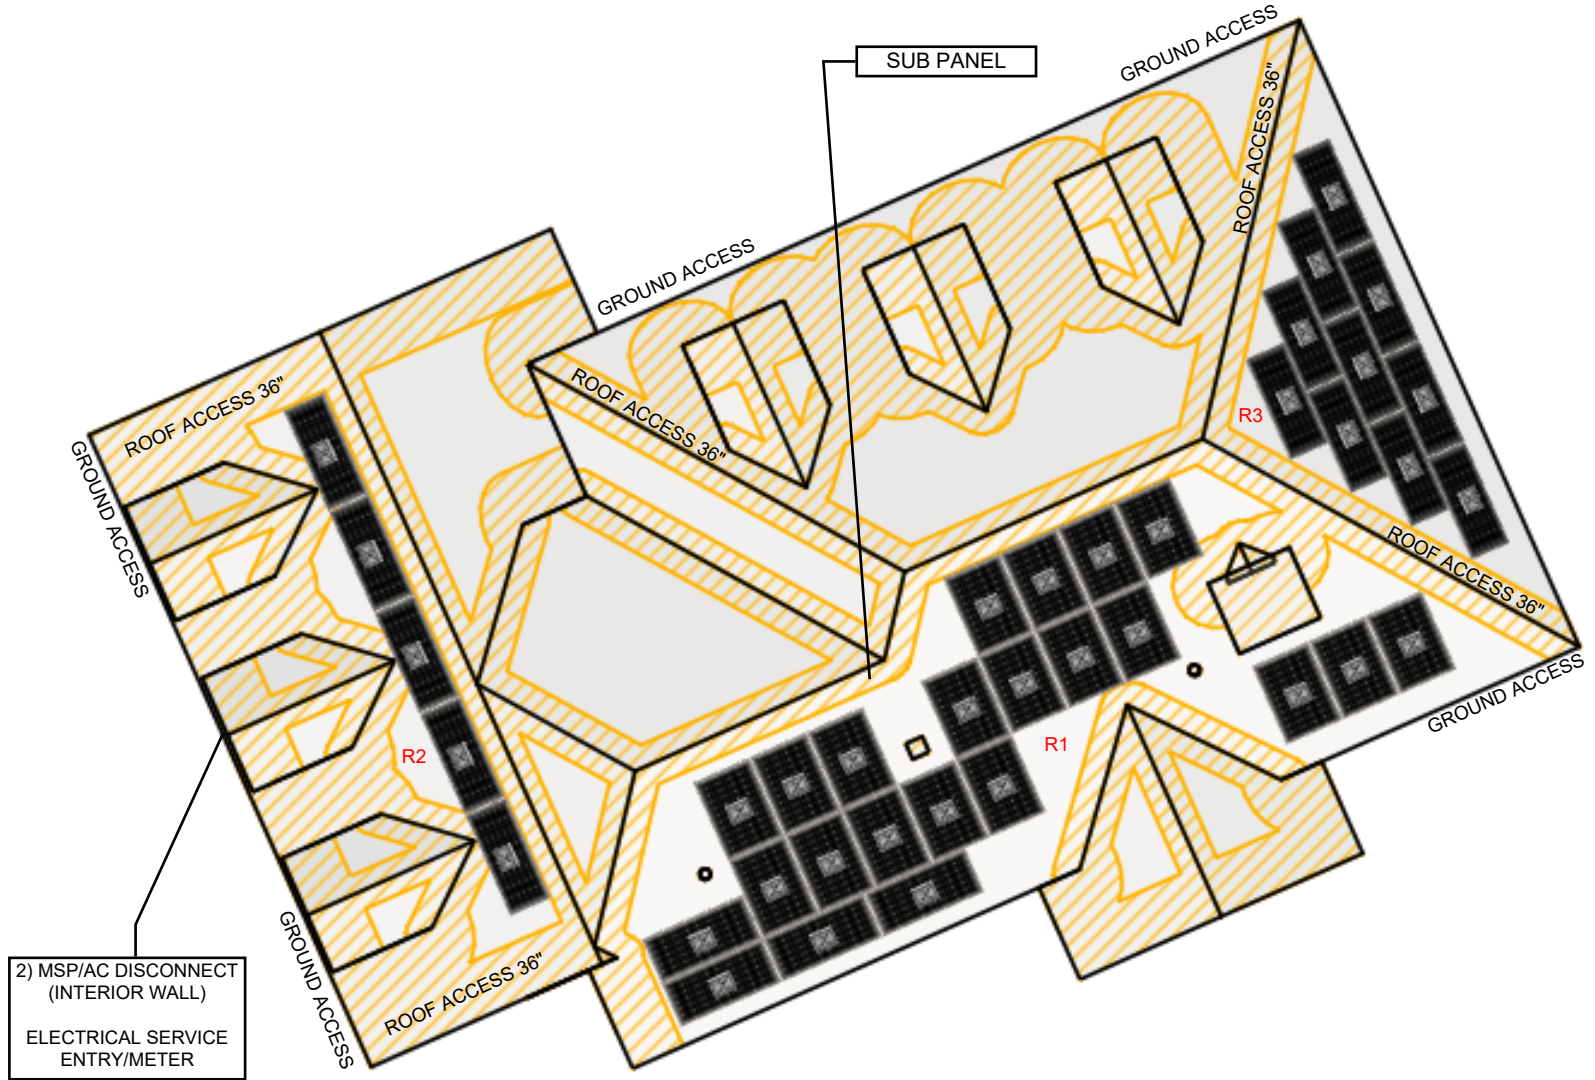 GROUND ACCESS
SUB PANEL
ROOF ACCESS 36"
GROUND ACCESS
ROOF ACCESS 36"
ROOF ACCESS 36"
R3
GROUND ACCESS
ROOF ACCESS 36"
GROUND ACCESS
R2
R1
GROUND ACCESS
ROOF ACCESS 36"
2) MSP/AC DISCONNECT
(INTERIOR WALL)
ELECTRICAL SERVICE
ENTRY/METER